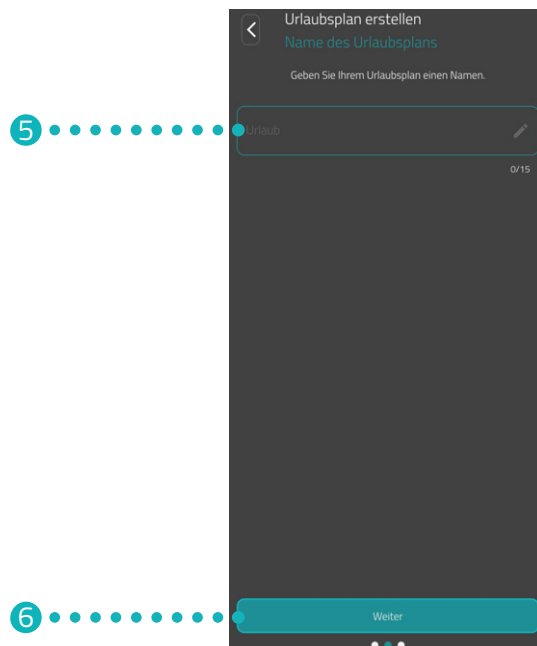 Urlaubsplan erstellen
Name des Urlaubsplans
Geben Sie Ihrem Urlaubsplan einen Namen.
5
Urlaub
0/15
6
Weiter